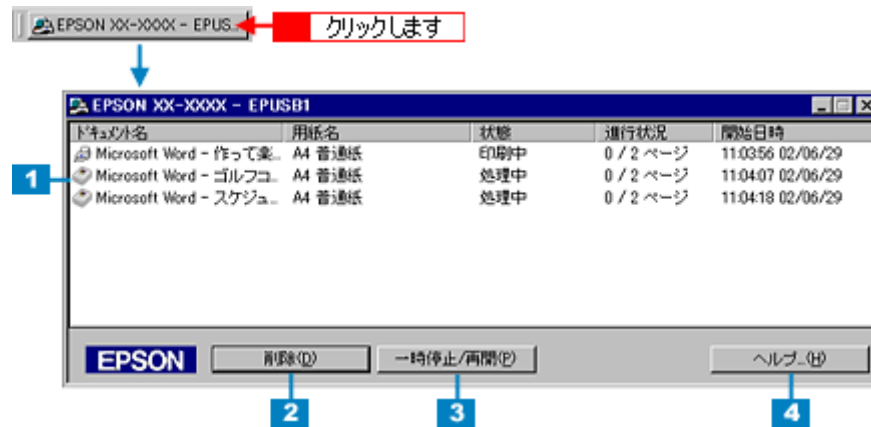 EPSON XX-XXXX - EPUS...
クリックします
EPSON XX-XXXX - EPUSB1
ドキュメント名 用紙名 状態 進行状況 開始日時
Microsoft Word - 作って楽... A4 普通紙 印刷中 0 / 2 ページ 11:03:56 02/06/29
1 Microsoft Word - ゴルフコ... A4 普通紙 処理中 0 / 2 ページ 11:04:07 02/06/29
Microsoft Word - スケジュ... A4 普通紙 処理中 0 / 2 ページ 11:04:18 02/06/29
EPSON 削除(D) 一時停止/再開(P) ヘルプ...(H)
2 3 4